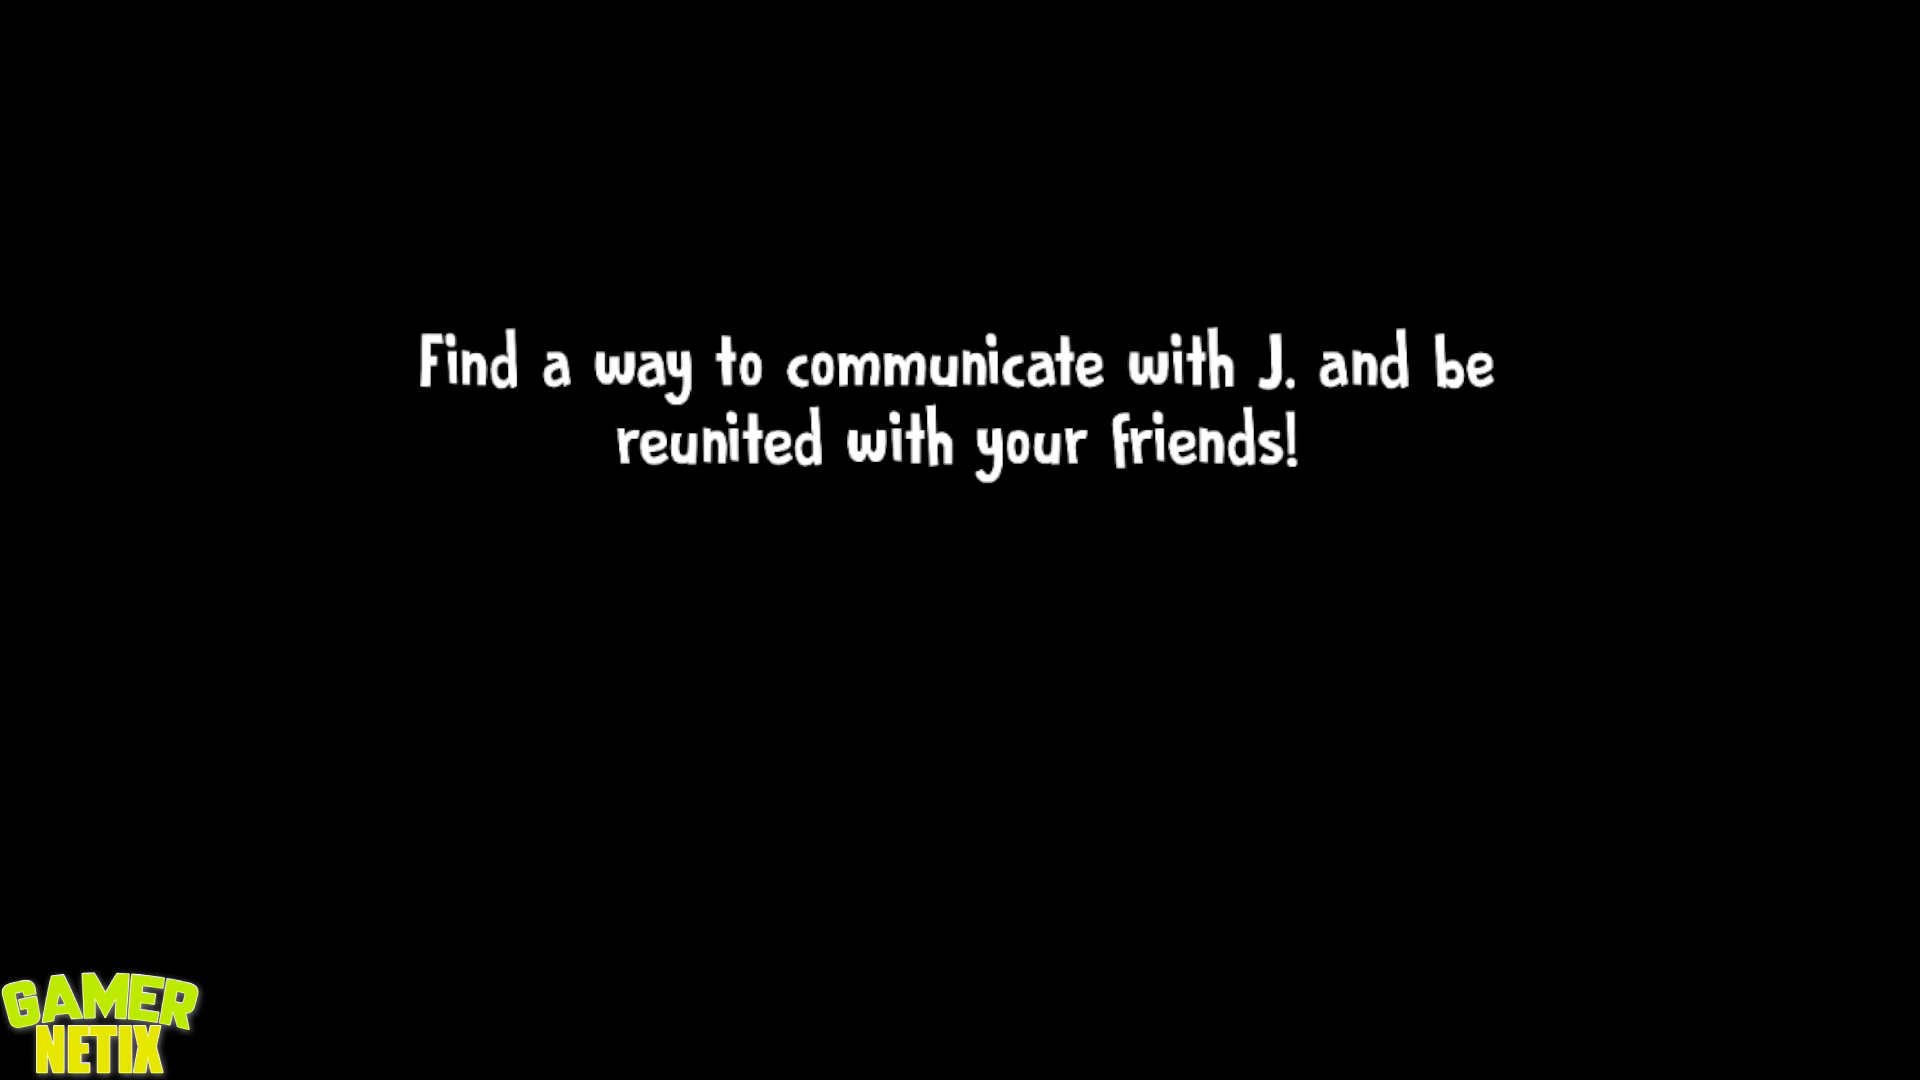 Find a way to communicate with J. and be
reunited with your friends!
GAMER
NETIX